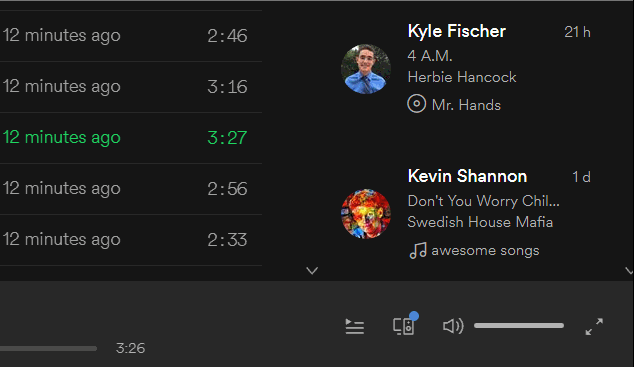 12 minutes ago 2:46
12 minutes ago 3:16
12 minutes ago 3:27
12 minutes ago 2:56
12 minutes ago 2:33
Kyle Fischer 21 h
4 A.M.
Herbie Hancock
Mr. Hands
Kevin Shannon 1 d
Don't You Worry Chil...
Swedish House Mafia
awesome songs
3:26